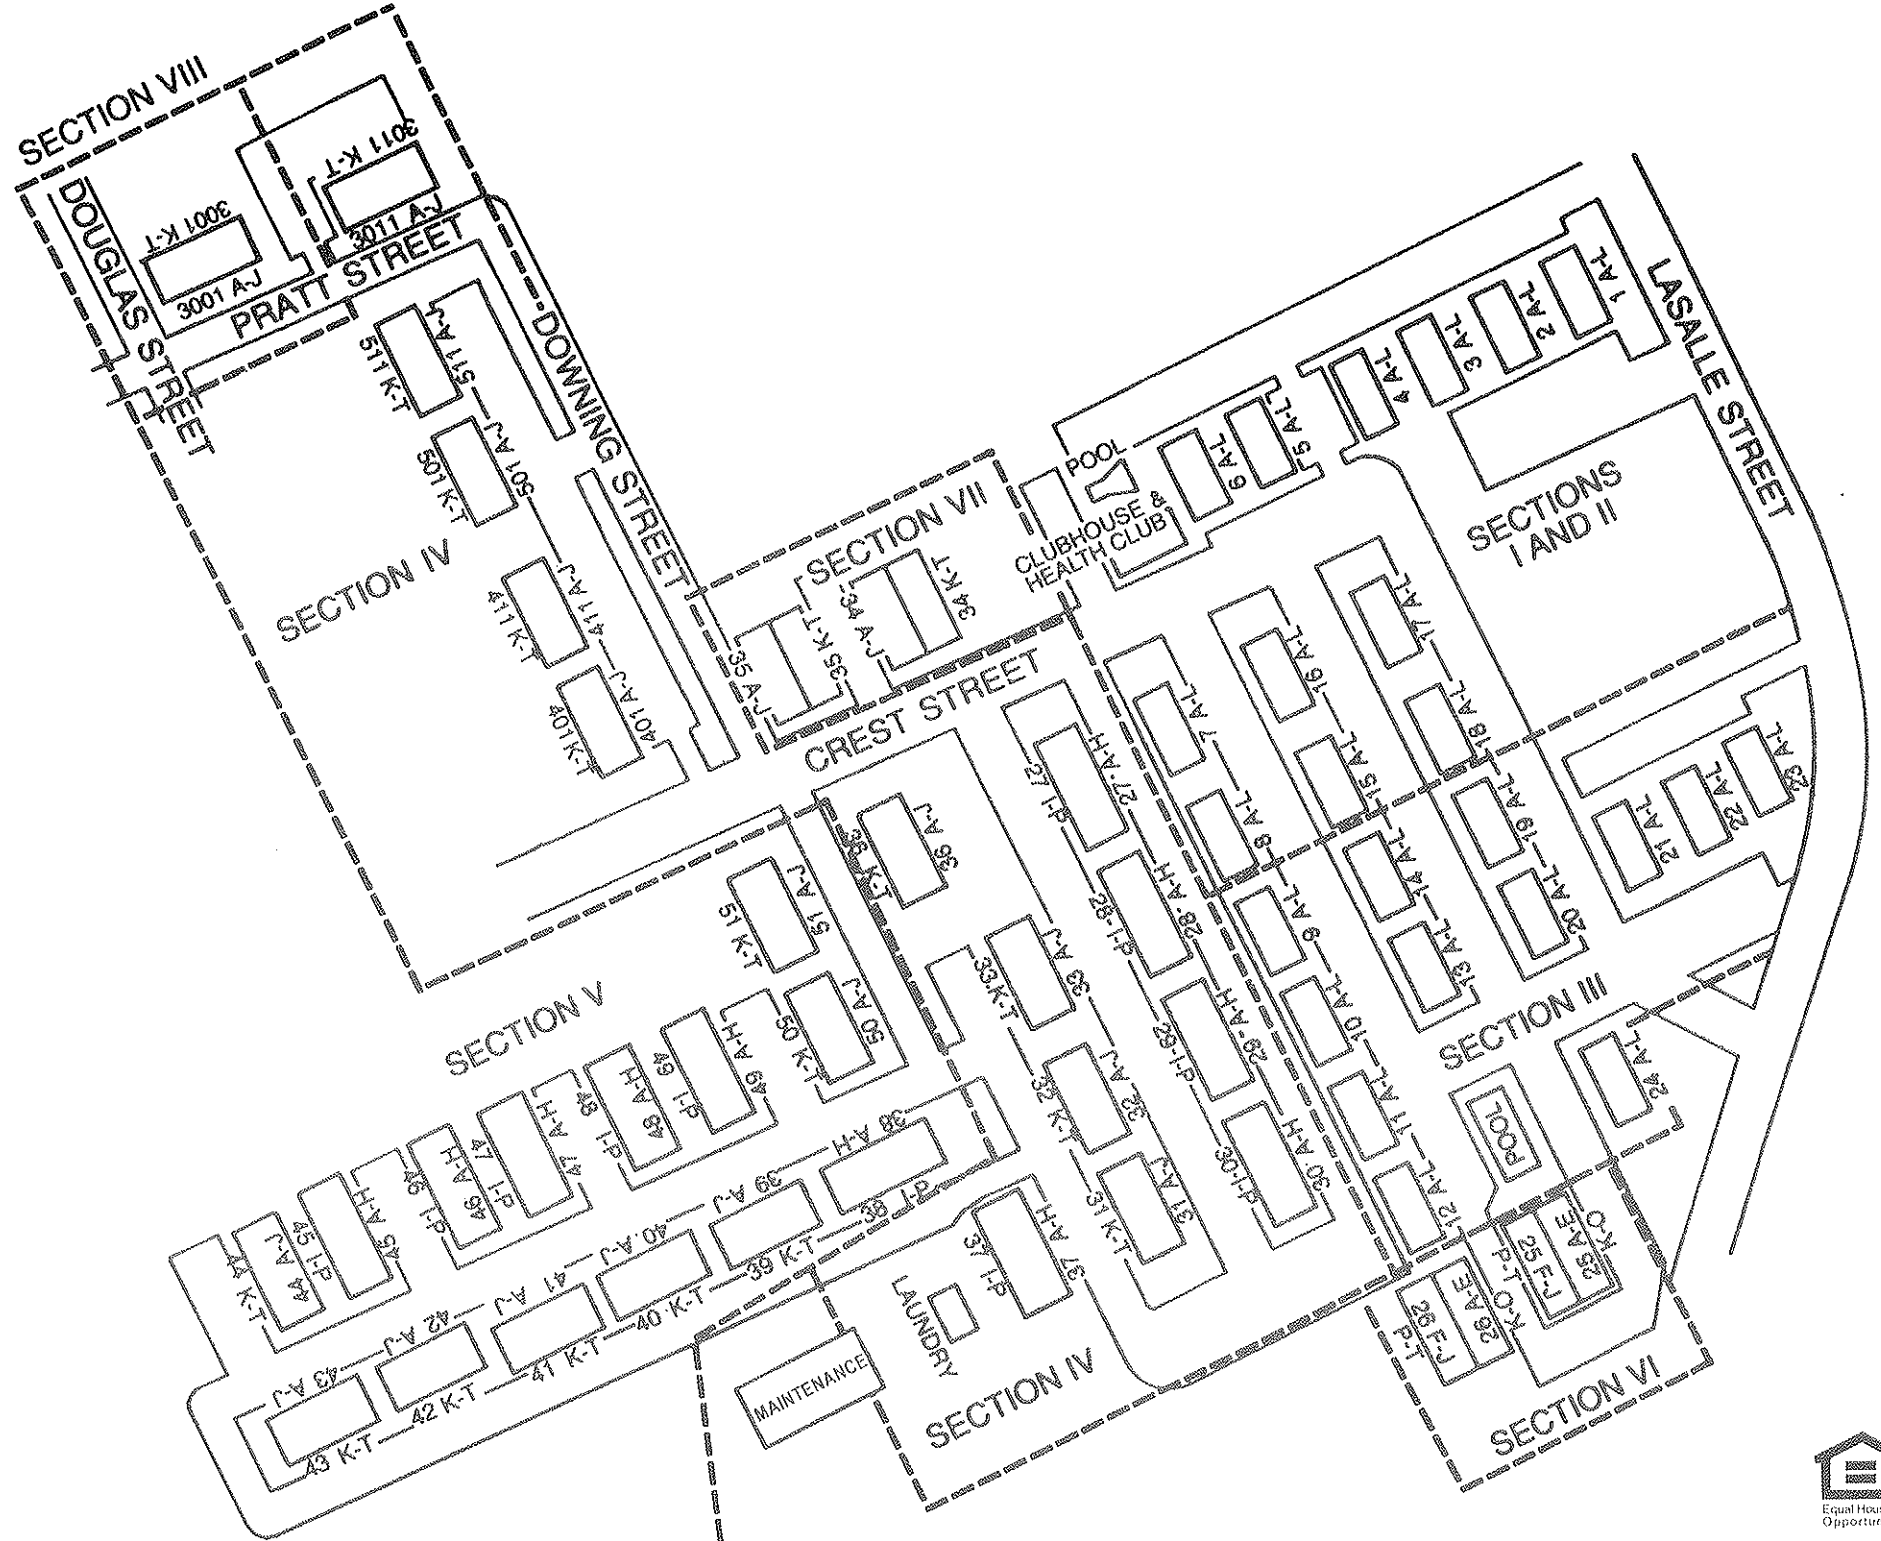 SECTION VIII
DOUGLAS STREET
3001 K-T
3001 A-J
3011 K-T
3011 A-J
PRATT STREET
DOWNING STREET
511 K-T
511 A-J
501 K-T
501 A-J
SECTION IV
411 K-T
411 A-J
401 K-T
401 A-J
SECTION VII
35 A-J
35 K-T
34 A-J
34 K-T
CREST STREET
POOL
CLUBHOUSE &
HEALTH CLUB
6 A-L
5 A-L
4 A-L
3 A-L
2 A-L
1 A-L
LASALLE STREET
SECTIONS
I AND II
17 A-L
16 A-L
7 A-L
18 A-L
15 A-L
8 A-L
27 I-P
27 A-H
36 K-T
36 A-J
28 I-P
28 A-H
9 A-L
14 A-L
19 A-L
21 A-L
22 A-L
23 A-L
20 A-L
13 A-L
SECTION III
10 A-L
29 I-P
29 A-H
33 K-T
33 A-J
51 K-T
51 A-J
SECTION V
50 K-T
50 A-J
49 I-P
49 A-H
48 I-P
48 A-H
47 I-P
47 A-H
46 I-P
46 A-H
45 I-P
45 A-H
44 K-T
44 A-J
32 K-T
32 A-J
11 A-L
24 A-L
POOL
30 I-P
30 A-H
31 K-T
31 A-J
12 A-L
38 A-H
38 I-P
39 A-J
39 K-T
40 A-J
40 K-T
41 A-J
41 K-T
42 A-J
42 K-T
43 A-J
43 K-T
37 I-P
37 A-H
LAUNDRY
MAINTENANCE
SECTION IV
25 F-J
25 A-E
K-O
P-T
26 F-J
26 A-E
K-O
P-T
SECTION VI
Equal Hous
Opportun